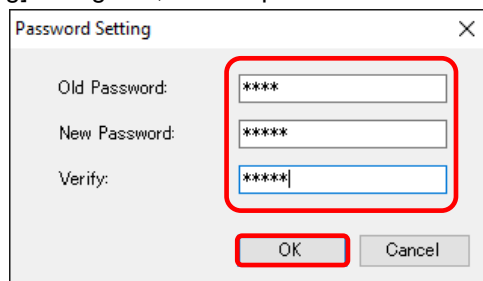 Password Setting
Old Password: ****
New Password: *****
Verify: *****
OK Cancel